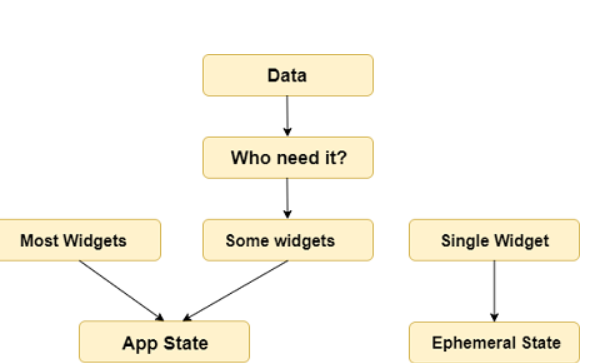 Data
Who need it?
Most Widgets
Some widgets
Single Widget
App State
Ephemeral State